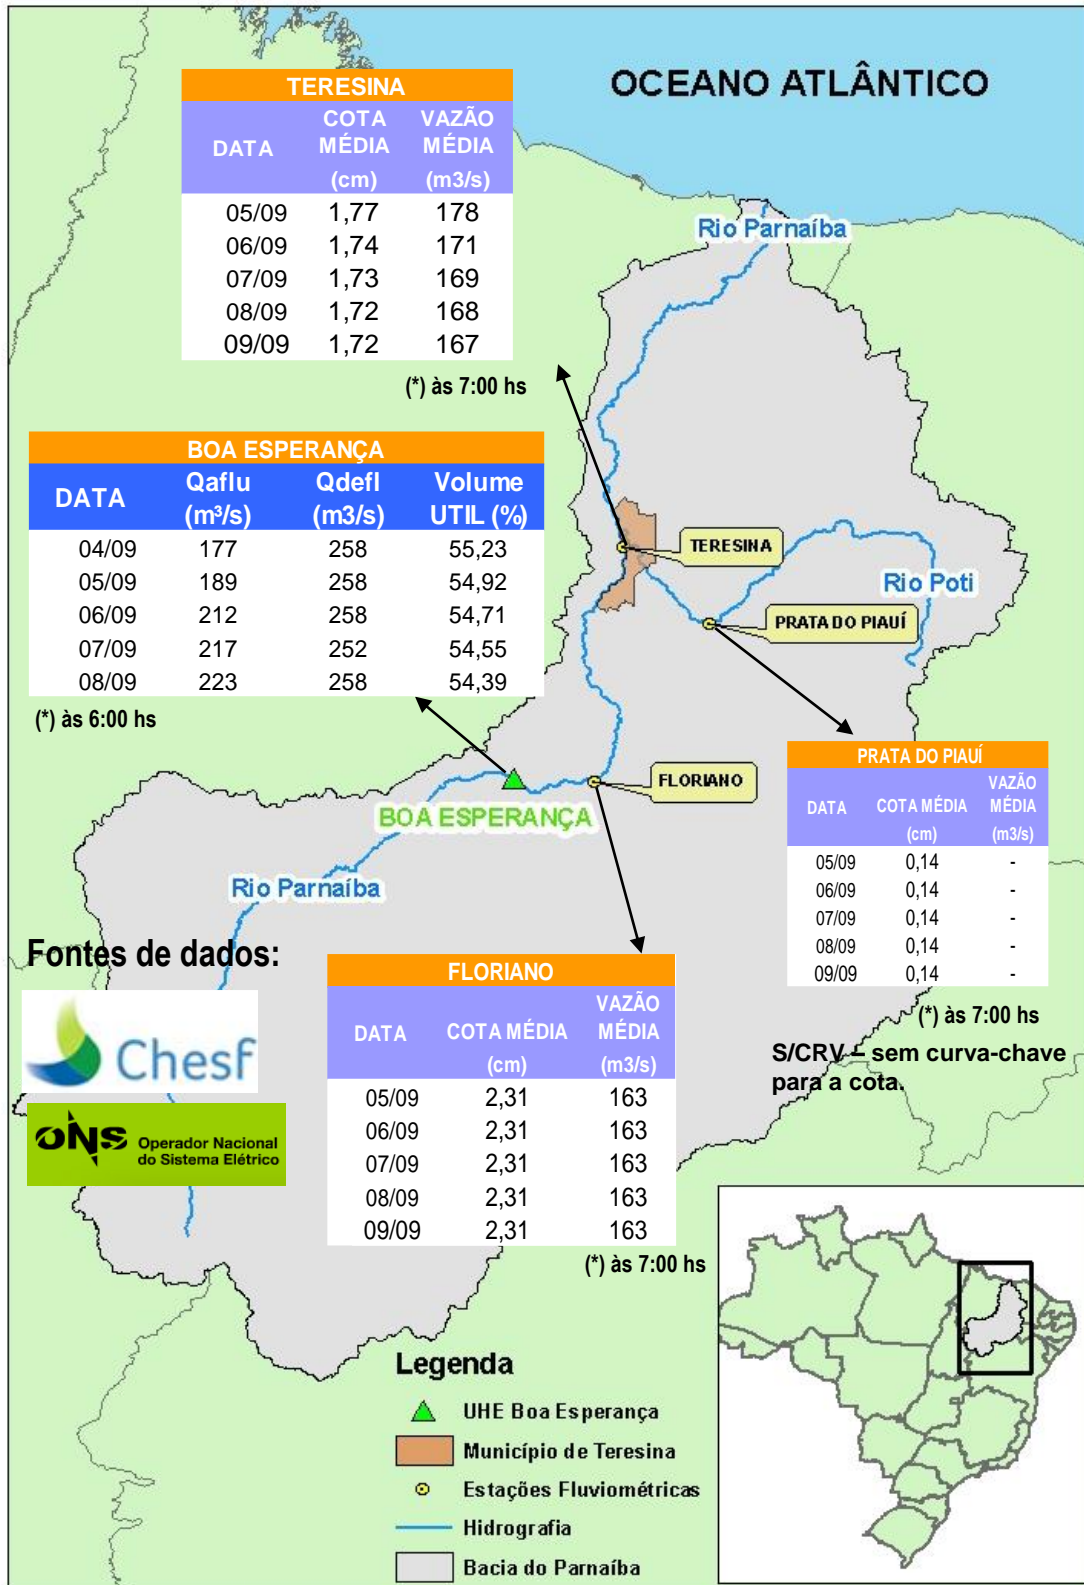 OCEANO ATLÂNTICO
TERESINA
DATA COTA MÉDIA (cm) VAZÃO MÉDIA (m3/s)
05/09 1,77 178
06/09 1,74 171
07/09 1,73 169
08/09 1,72 168
09/09 1,72 167
(*) às 7:00 hs
Rio Parnaíba
BOA ESPERANÇA
DATA Qaflu (m³/s) Qdefl (m3/s) Volume UTIL (%)
04/09 177 258 55,23
05/09 189 258 54,92
06/09 212 258 54,71
07/09 217 252 54,55
08/09 223 258 54,39
(*) às 6:00 hs
TERESINA
Rio Poti
PRATA DO PIAUÍ
FLORIANO
BOA ESPERANÇA
Rio Parnaíba
PRATA DO PIAUÍ
DATA COTA MÉDIA (cm) VAZÃO MÉDIA (m3/s)
05/09 0,14 -
06/09 0,14 -
07/09 0,14 -
08/09 0,14 -
09/09 0,14 -
(*) às 7:00 hs
S/CRV – sem curva-chave
para a cota.
Fontes de dados:
Chesf
ONS Operador Nacional
do Sistema Elétrico
FLORIANO
DATA COTA MÉDIA (cm) VAZÃO MÉDIA (m3/s)
05/09 2,31 163
06/09 2,31 163
07/09 2,31 163
08/09 2,31 163
09/09 2,31 163
(*) às 7:00 hs
Legenda
UHE Boa Esperança
Município de Teresina
Estações Fluviométricas
Hidrografia
Bacia do Parnaíba